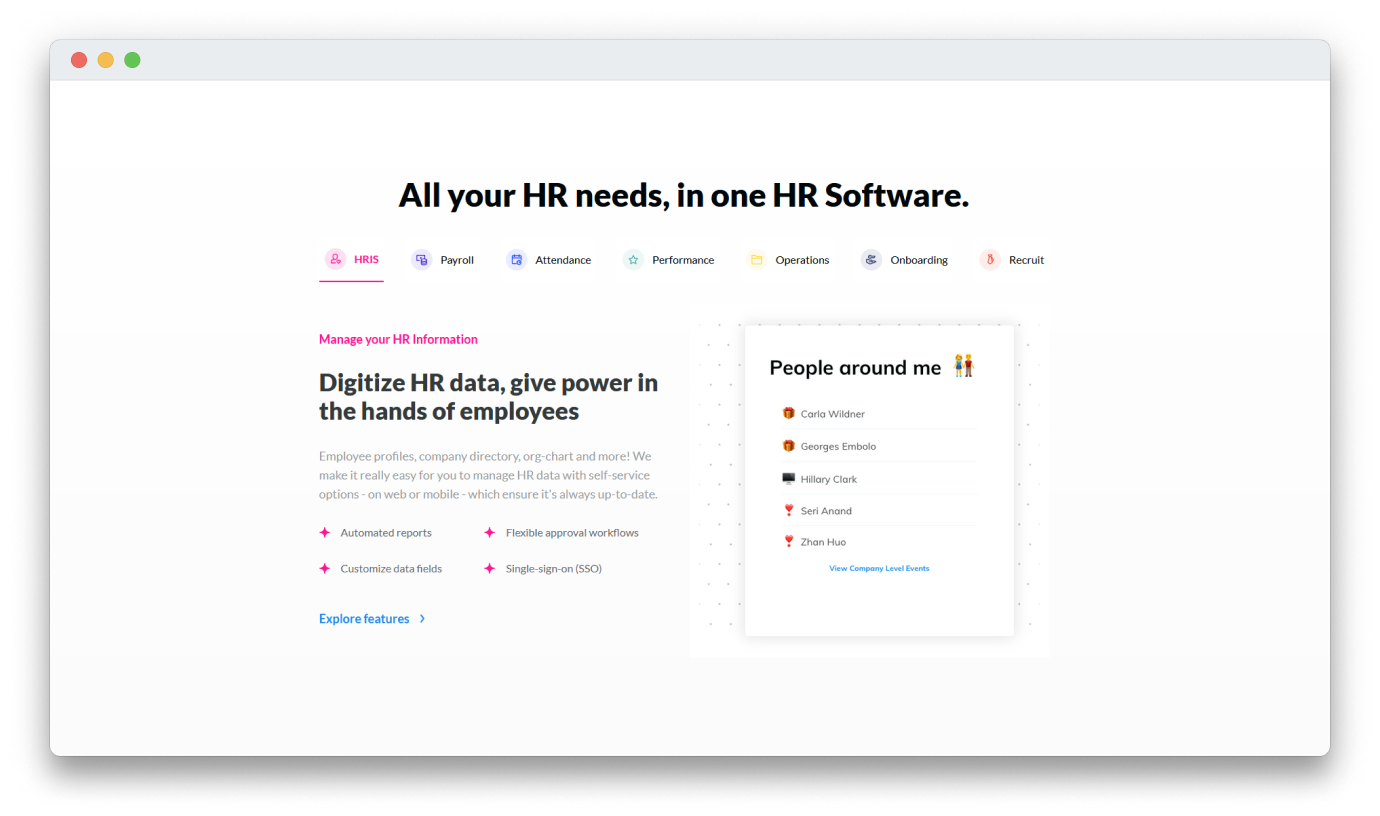 All your HR needs, in one HR Software.
HRIS
Payroll
Attendance
Performance
Operations
Onboarding
Recruit
Manage your HR Information
Digitize HR data, give power in
the hands of employees
Employee profiles, company directory, org-chart and more! We
make it really easy for you to manage HR data with self-service
options - on web or mobile - which ensure it's always up-to-date.
Automated reports
Flexible approval workflows
Customize data fields
Single-sign-on (SSO)
Explore features
People around me
Carla Wildner
Georges Embolo
Hillary Clark
Seri Anand
Zhan Huo
View Company Level Events